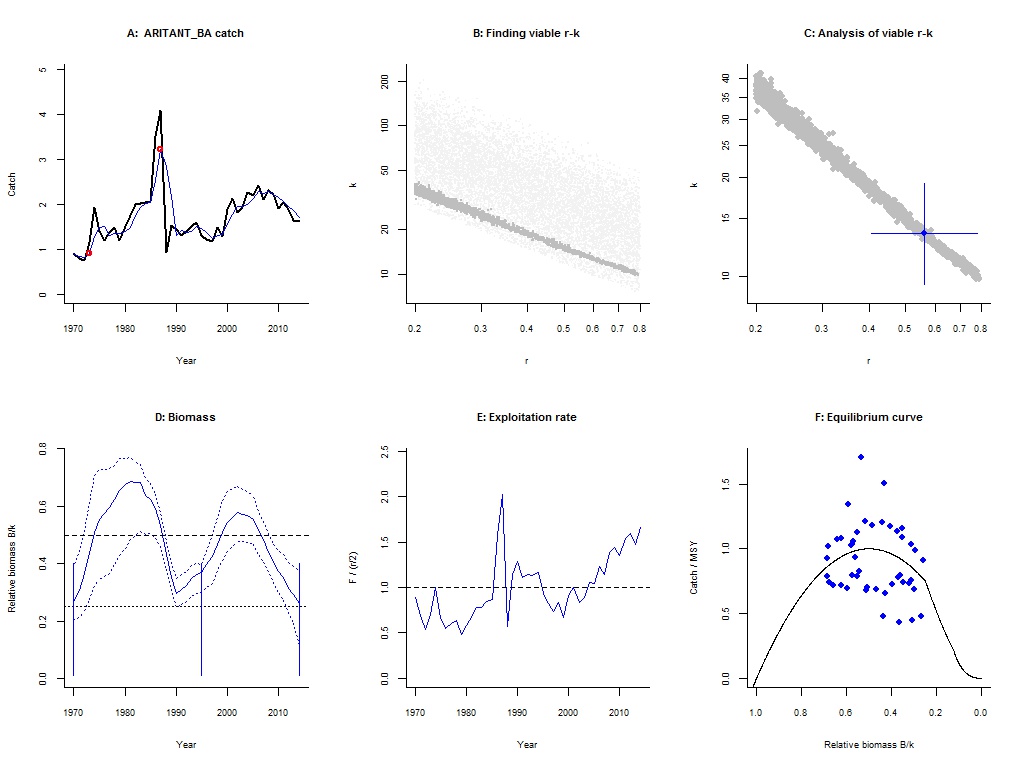 A:  ARITANT_BA catch
Catch
5
4
3
2
1
0
1970 1980 1990 2000 2010
Year
B: Finding viable r-k
k
200
100
50
20
10
0.2 0.3 0.4 0.5 0.6 0.7 0.8
r
C: Analysis of viable r-k
k
40
35
30
25
20
15
10
0.2 0.3 0.4 0.5 0.6 0.7 0.8
r
D: Biomass
Relative biomass B/k
0.8
0.6
0.4
0.2
0.0
1970 1980 1990 2000 2010
Year
E: Exploitation rate
F / (r/2)
2.5
2.0
1.5
1.0
0.5
0.0
1970 1980 1990 2000 2010
Year
F: Equilibrium curve
Catch / MSY
1.5
1.0
0.5
0.0
1.0 0.8 0.6 0.4 0.2 0.0
Relative biomass B/k